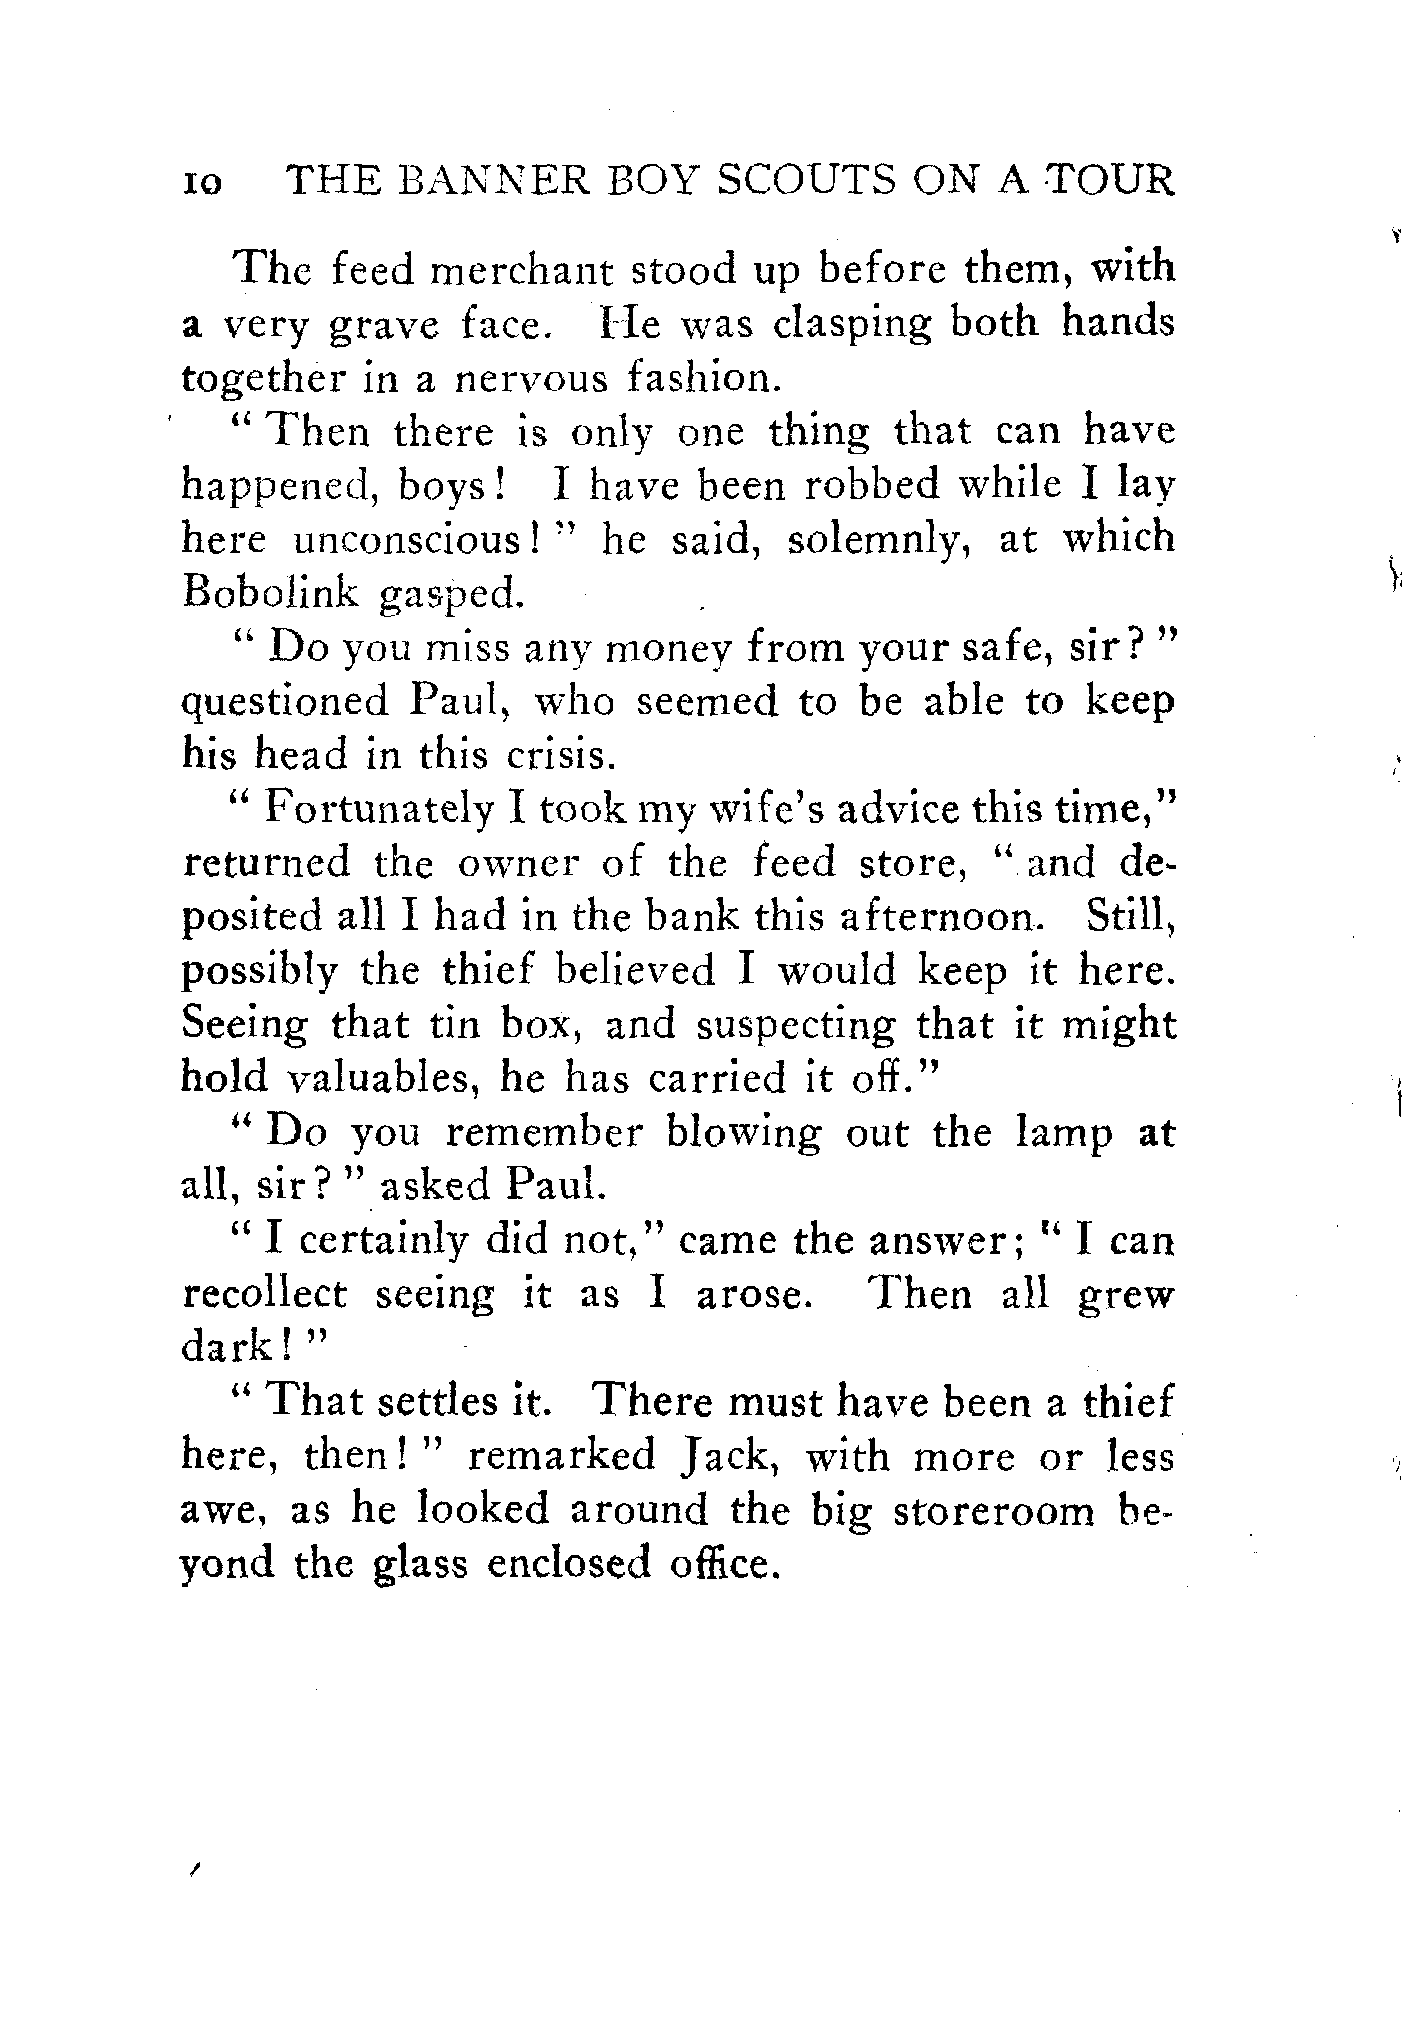 10 THE BANNER BOY SCOUTS ON A TOUR
The feed merchant stood up before them, with
a very grave face. He was clasping both hands
together in a nervous fashion.
“ Then there is only one thing that can have
happened, boys! I have been robbed while I lay
here unconscious! ” he said, solemnly, at which
Bobolink gasped.
“ Do you miss any money from your safe, sir? ”
questioned Paul, who seemed to be able to keep
his head in this crisis.
“ Fortunately I took my wife’s advice this time,”
returned the owner of the feed store, “ and de-
posited all I had in the bank this afternoon. Still,
possibly the thief believed I would keep it here.
Seeing that tin box, and suspecting that it might
hold valuables, he has carried it off.”
“ Do you remember blowing out the lamp at
all, sir? ” asked Paul.
“ I certainly did not,” came the answer; “ I can
recollect seeing it as I arose. Then all grew
dark! ”
“ That settles it. There must have been a thief
here, then! ” remarked Jack, with more or less
awe, as he looked around the big storeroom be-
yond the glass enclosed office.